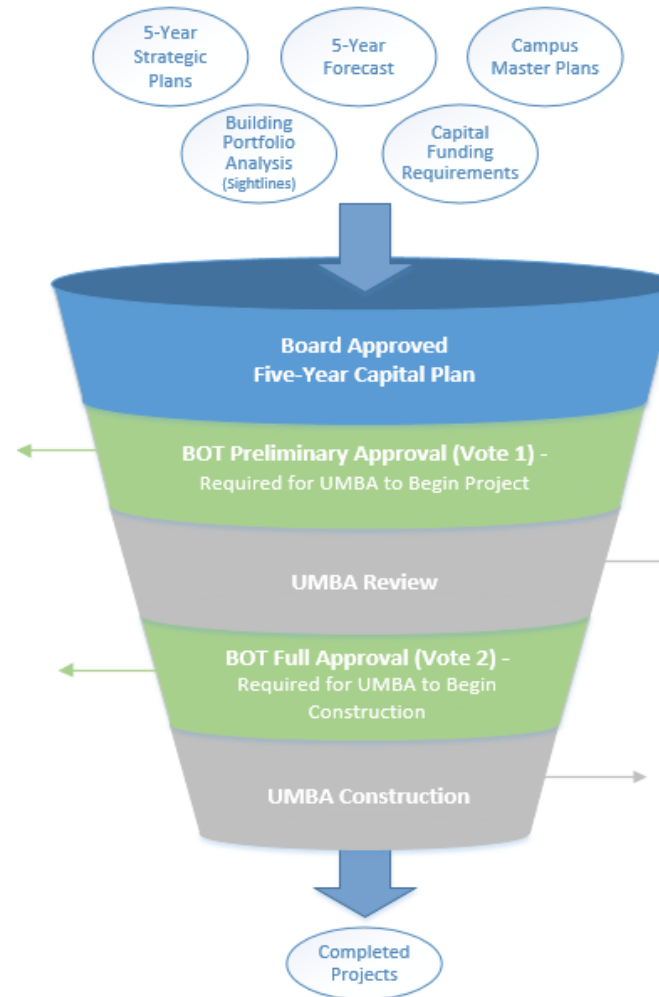 5-Year
Strategic
Plans
5-Year
Forecast
Campus
Master Plans
Building
Portfolio
Analysis
(Sightlines)
Capital
Funding
Requirements
Board Approved
Five-Year Capital Plan
BOT Preliminary Approval (Vote 1) -
Required for UMBA to Begin Project
UMBA Review
BOT Full Approval (Vote 2) -
Required for UMBA to Begin
Construction
UMBA Construction
Completed
Projects